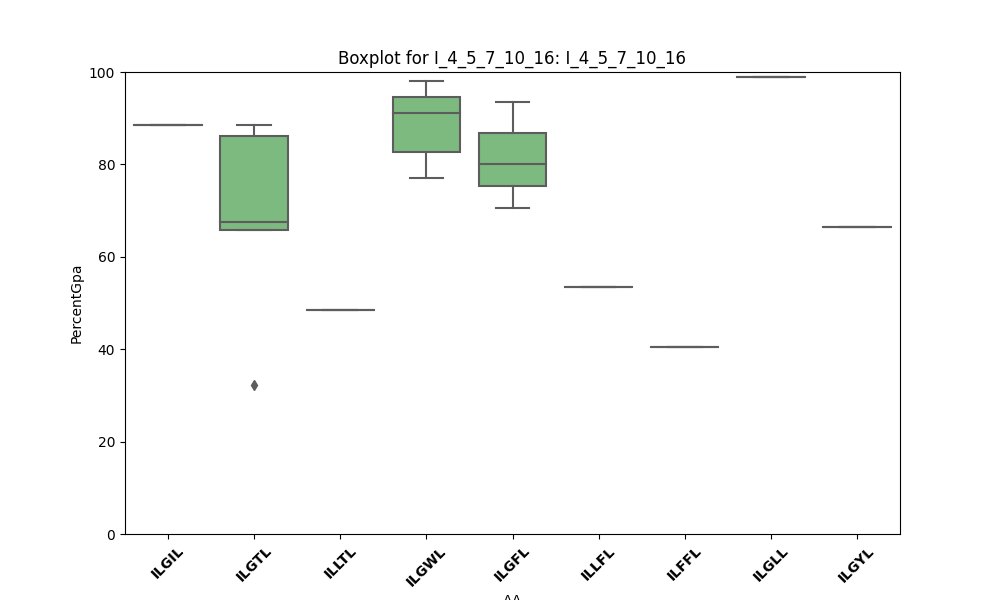 Boxplot for I_4_5_7_10_16: I_4_5_7_10_16
PercentGpa
100
80
60
40
20
0
ILGIL
ILGTL
ILLTL
ILGWL
ILGFL
ILLFL
ILFFL
ILGLL
ILGYL
AA